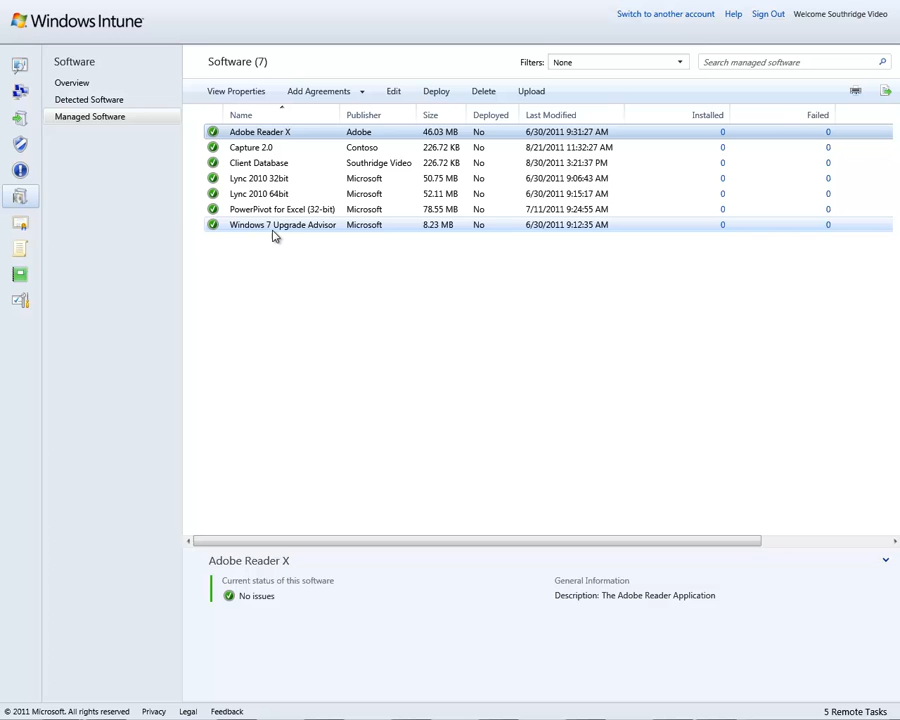 Windows Intune
Switch to another account Help Sign Out Welcome Southridge Video
Software
Overview
Detected Software
Managed Software
Software (7)
Filters: None
Search managed software
View Properties Add Agreements Edit Deploy Delete Upload
Name Publisher Size Deployed Last Modified Installed Failed
Adobe Reader X Adobe 46.03 MB No 6/30/2011 9:31:27 AM 0 0
Capture 2.0 Contoso 226.72 KB No 8/21/2011 11:32:27 AM 0 0
Client Database Southridge Video 226.72 KB No 8/30/2011 3:21:37 PM 0 0
Lync 2010 32bit Microsoft 50.75 MB No 6/30/2011 9:06:43 AM 0 0
Lync 2010 64bit Microsoft 52.11 MB No 6/30/2011 9:15:17 AM 0 0
PowerPivot for Excel (32-bit) Microsoft 78.55 MB No 7/11/2011 9:24:55 AM 0 0
Windows 7 Upgrade Advisor Microsoft 8.23 MB No 6/30/2011 9:12:35 AM 0 0
Adobe Reader X
Current status of this software
No issues
General Information
Description: The Adobe Reader Application
© 2011 Microsoft. All rights reserved Privacy Legal Feedback
5 Remote Tasks